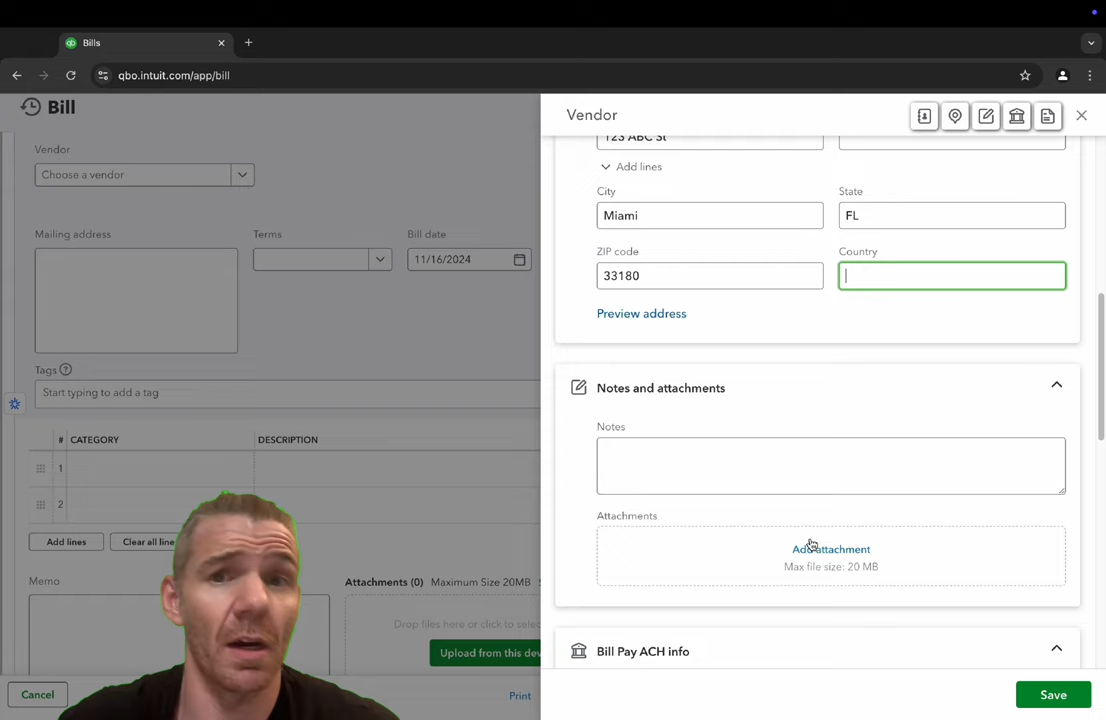 Bills
qbo.intuit.com/app/bill
Bill
Vendor
Choose a vendor
Mailing address
Terms
Bill date
11/16/2024
Tags
Start typing to add a tag
# CATEGORY DESCRIPTION
1
2
Add lines
Clear all line
Memo
Attachments (0) Maximum Size 20MB
Drop files here or click to selec
Upload from this dev
Cancel
Print
Vendor
123 ABC St
Add lines
City
State
Miami
FL
ZIP code
Country
33180
Preview address
Notes and attachments
Notes
Attachments
Add attachment
Max file size: 20 MB
Bill Pay ACH info
Save